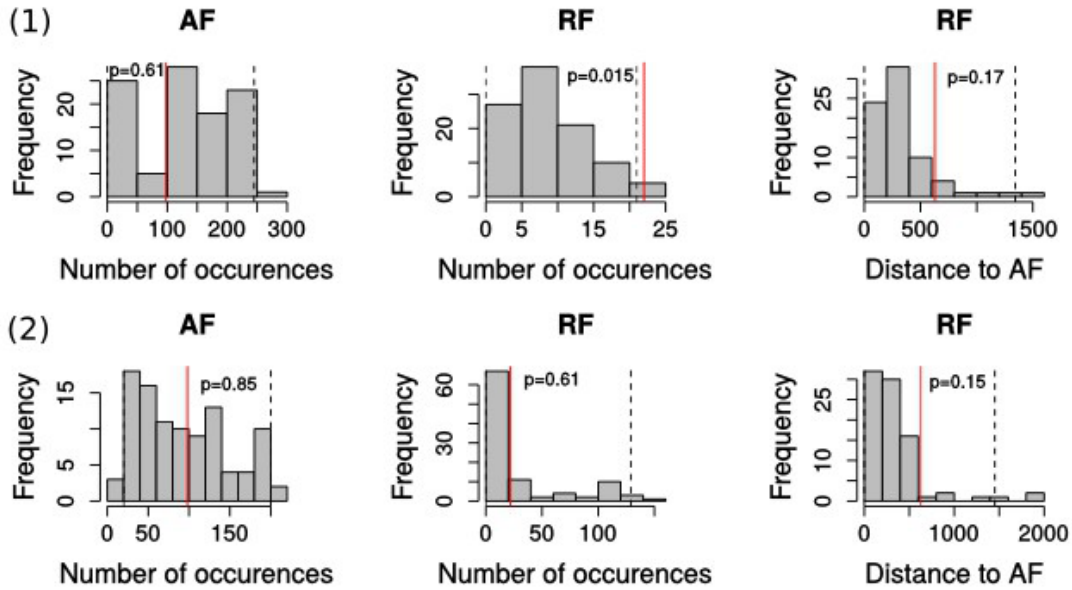 (1)
AF
RF
RF
p=0.61
p=0.015
p=0.17
Frequency
0 10 20
0 100 200 300
Number of occurences
Frequency
0 20
0 5 15 25
Number of occurences
Frequency
0 10 25
0 500 1500
Distance to AF
(2)
AF
RF
RF
p=0.85
p=0.61
p=0.15
Frequency
0 5 15
50 150
Number of occurences
Frequency
0 30 60
0 50 100
Number of occurences
Frequency
0 10 25
0 1000 2000
Distance to AF